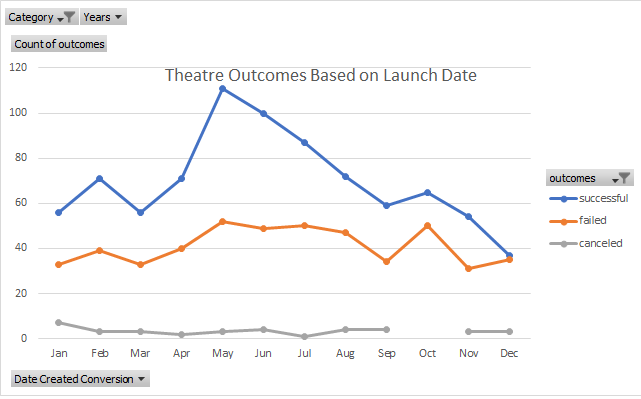 Category Years
Count of outcomes
Theatre Outcomes Based on Launch Date
120
100
80
60
40
20
0
Jan Feb Mar Apr May Jun Jul Aug Sep Oct Nov Dec
outcomes
successful
failed
canceled
Date Created Conversion